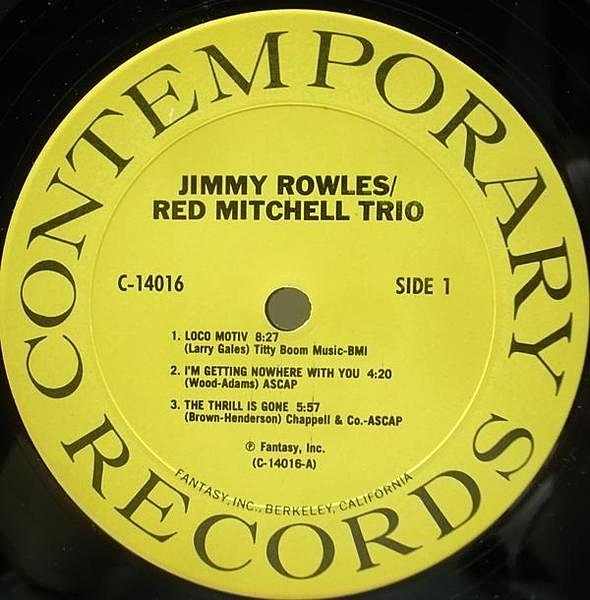 CONTEMPORARY RECORDS
JIMMY ROWLES/
RED MITCHELL TRIO
C-14016
SIDE 1
1. LOCO MOTIV 8:27
(Larry Gales) Titty Boom Music-BMI
2. I'M GETTING NOWHERE WITH YOU 4:20
(Wood-Adams) ASCAP
3. THE THRILL IS GONE 5:57
(Brown-Henderson) Chappell & Co.-ASCAP
℗ Fantasy, Inc.
(C-14016-A)
FANTASY, INC., BERKELEY, CALIFORNIA